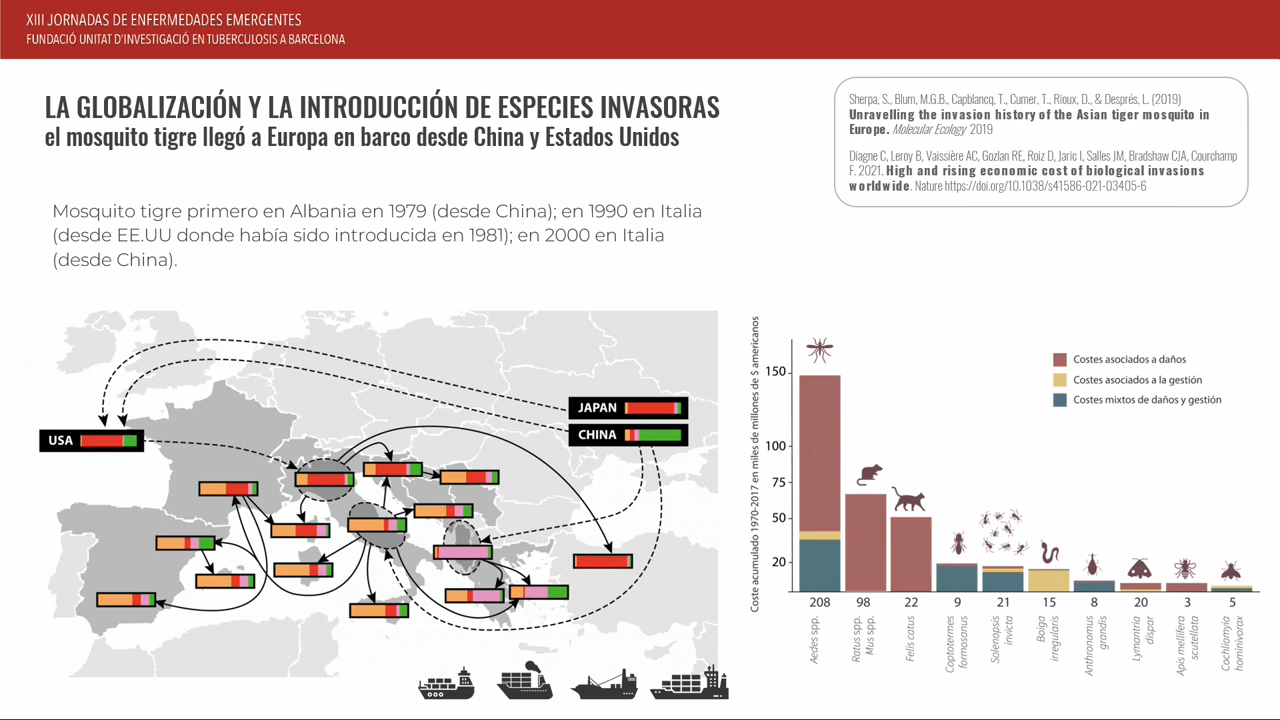 XIII JORNADAS DE ENFERMEDADES EMERGENTES
FUNDACIÓ UNITAT D'INVESTIGACIÓ EN TUBERCULOSIS A BARCELONA
LA GLOBALIZACIÓN Y LA INTRODUCCIÓN DE ESPECIES INVASORAS
el mosquito tigre llegó a Europa en barco desde China y Estados Unidos
Sherpa, S., Blum, M.G.B., Capblancq, T., Cumer, T., Rioux, D., & Després, L. (2019)
Unravelling the invasion history of the Asian tiger mosquito in
Europe. Molecular Ecology 2019
Diagne C, Leroy B, Vaissière AC, Gozlan RE, Roiz D, Jaric I, Salles JM, Bradshaw CJA, Courchamp
F. 2021. High and rising economic cost of biological invasions
worldwide. Nature https://doi.org/10.1038/s41586-021-03405-6
Mosquito tigre primero en Albania en 1979 (desde China); en 1990 en Italia
(desde EE.UU donde había sido introducida en 1981); en 2000 en Italia
(desde China).
JAPAN
CHINA
USA
Coste acumulado 1970-2017 en miles de millones de $ americanos
150
100
75
50
20
Costes asociados a daños
Costes asociados a la gestión
Costes mixtos de daños y gestión
208
98
22
9
21
15
8
20
3
5
Aedes spp.
Ratus spp.
Mus spp.
Felis catus
Coptotermes
formosanus
Solenopsis
invicta
Boiga
irregularis
Anthronomus
grandis
Lymantria
dispar
Apis mellifera
scutellata
Cochliomyia
hominivorax